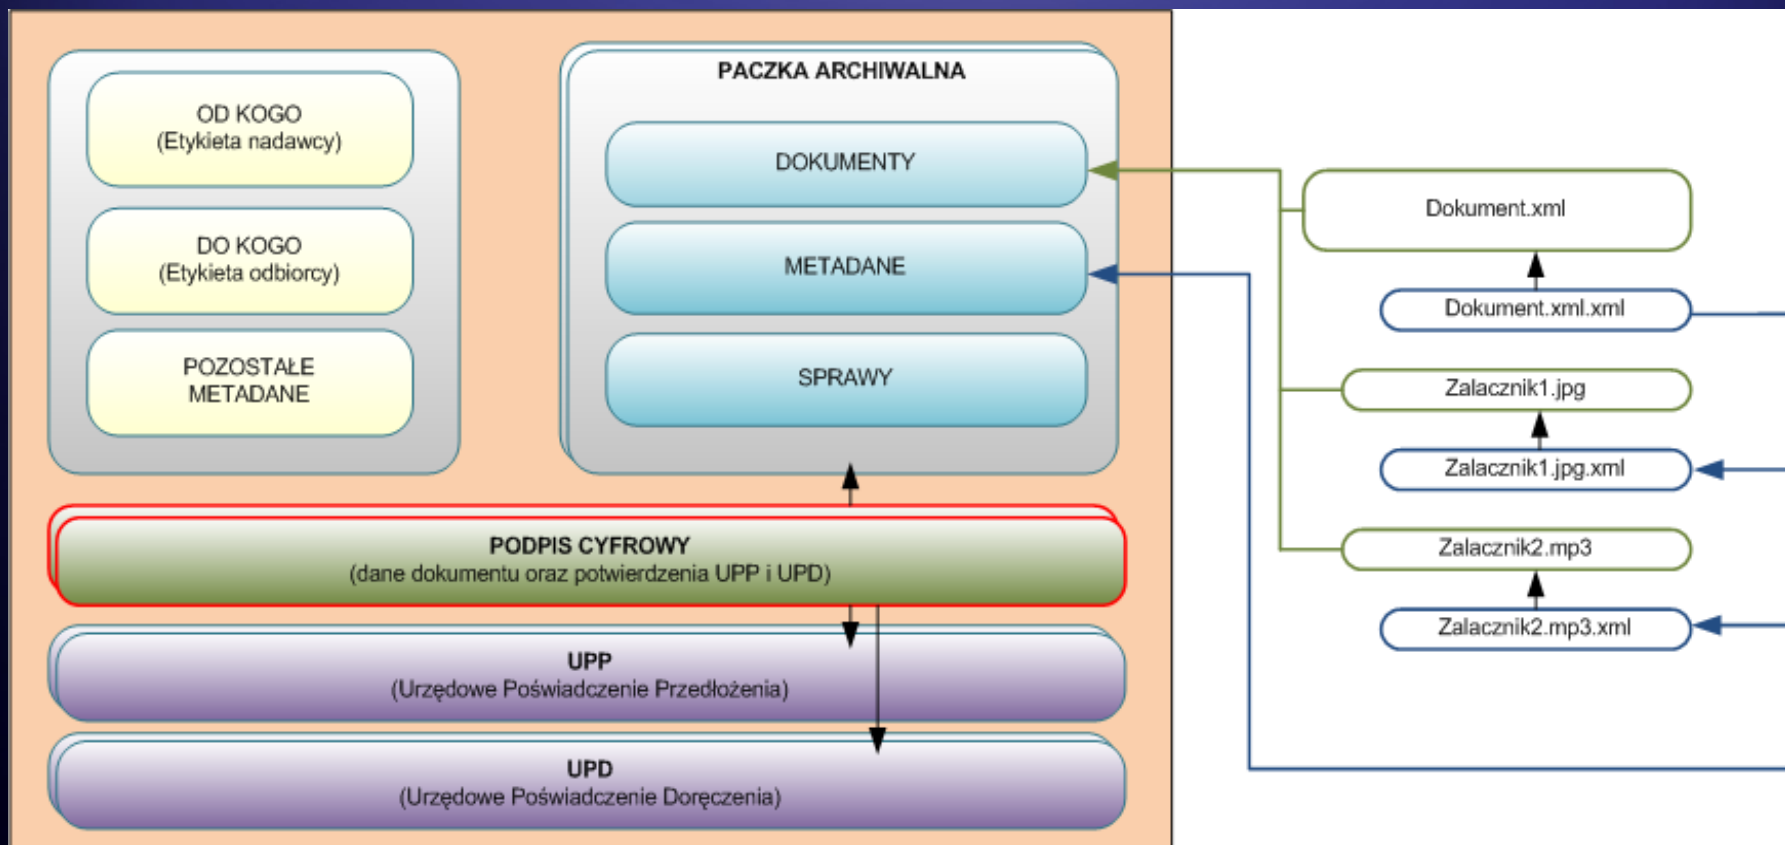 OD KOGO
(Etykieta nadawcy)
DO KOGO
(Etykieta odbiorcy)
POZOSTAŁE
METADANE
PACZKA ARCHIWALNA
DOKUMENTY
METADANE
SPRAWY
PODPIS CYFROWY
(dane dokumentu oraz potwierdzenia UPP i UPD)
UPP
(Urzędowe Poświadczenie Przedłożenia)
UPD
(Urzędowe Poświadczenie Doręczenia)
Dokument.xml
Dokument.xml.xml
Zalacznik1.jpg
Zalacznik1.jpg.xml
Zalacznik2.mp3
Zalacznik2.mp3.xml